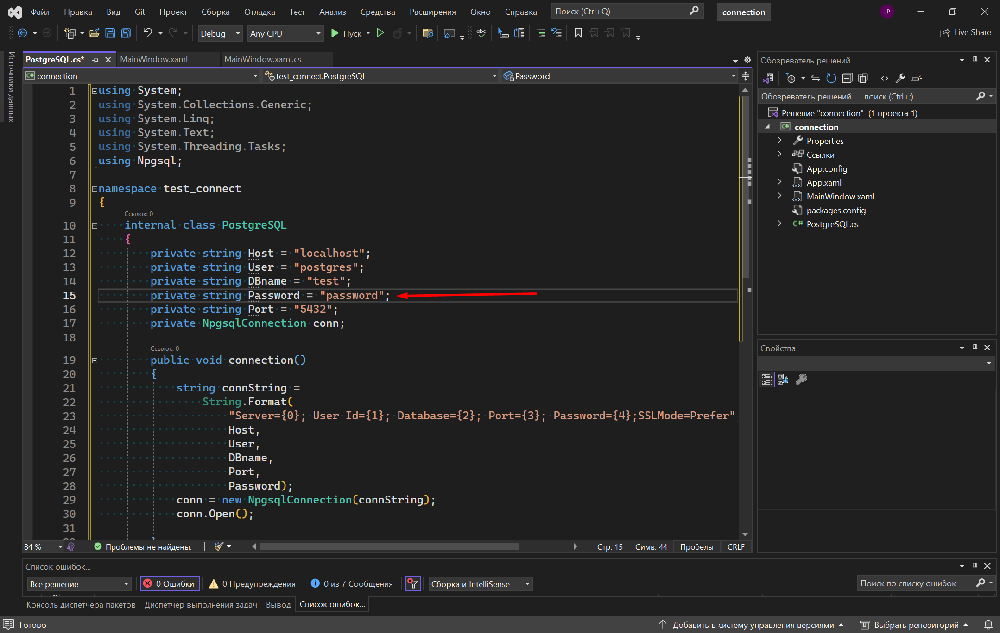 Файл Правка Вид Git Проект Сборка Отладка Тест Анализ Средства Расширения Окно Справка Поиск (Ctrl+Q) connection JP
Debug Any CPU Пуск abc Live Share
Источники данных
PostgreSQL.cs* MainWindow.xaml MainWindow.xaml.cs
C# connection test_connect.PostgreSQL Password
1 using System;
2 using System.Collections.Generic;
3 using System.Linq;
4 using System.Text;
5 using System.Threading.Tasks;
6 using Npgsql;
7
8 namespace test_connect
9 {
Ссылок: 0
10 internal class PostgreSQL
11 {
12 private string Host = "localhost";
13 private string User = "postgres";
14 private string DBname = "test";
15 private string Password = "password";
16 private string Port = "5432";
17 private NpgsqlConnection conn;
18
Ссылок: 0
19 public void connection()
20 {
21 string connString =
22 String.Format(
23 "Server={0}; User Id={1}; Database={2}; Port={3}; Password={4};SSLMode=Prefer",
24 Host,
25 User,
26 DBname,
27 Port,
28 Password);
29 conn = new NpgsqlConnection(connString);
30 conn.Open();
31
84 % Проблемы не найдены. Стр: 15 Симв: 44 Пробелы CRLF
Обозреватель решений
Обозреватель решений — поиск (Ctrl+;)
Решение "connection" (1 проекта 1)
C# connection
Properties
Ссылки
App.config
App.xaml
MainWindow.xaml
packages.config
C# PostgreSQL.cs
Свойства
Список ошибок...
Все решение 0 Ошибки 0 Предупреждения 0 из 7 Сообщения Сборка и IntelliSense Поиск по списку ошибок
Консоль диспетчера пакетов Диспетчер выполнения задач Вывод Список ошибок...
Готово Добавить в систему управления версиями Выбрать репозиторий